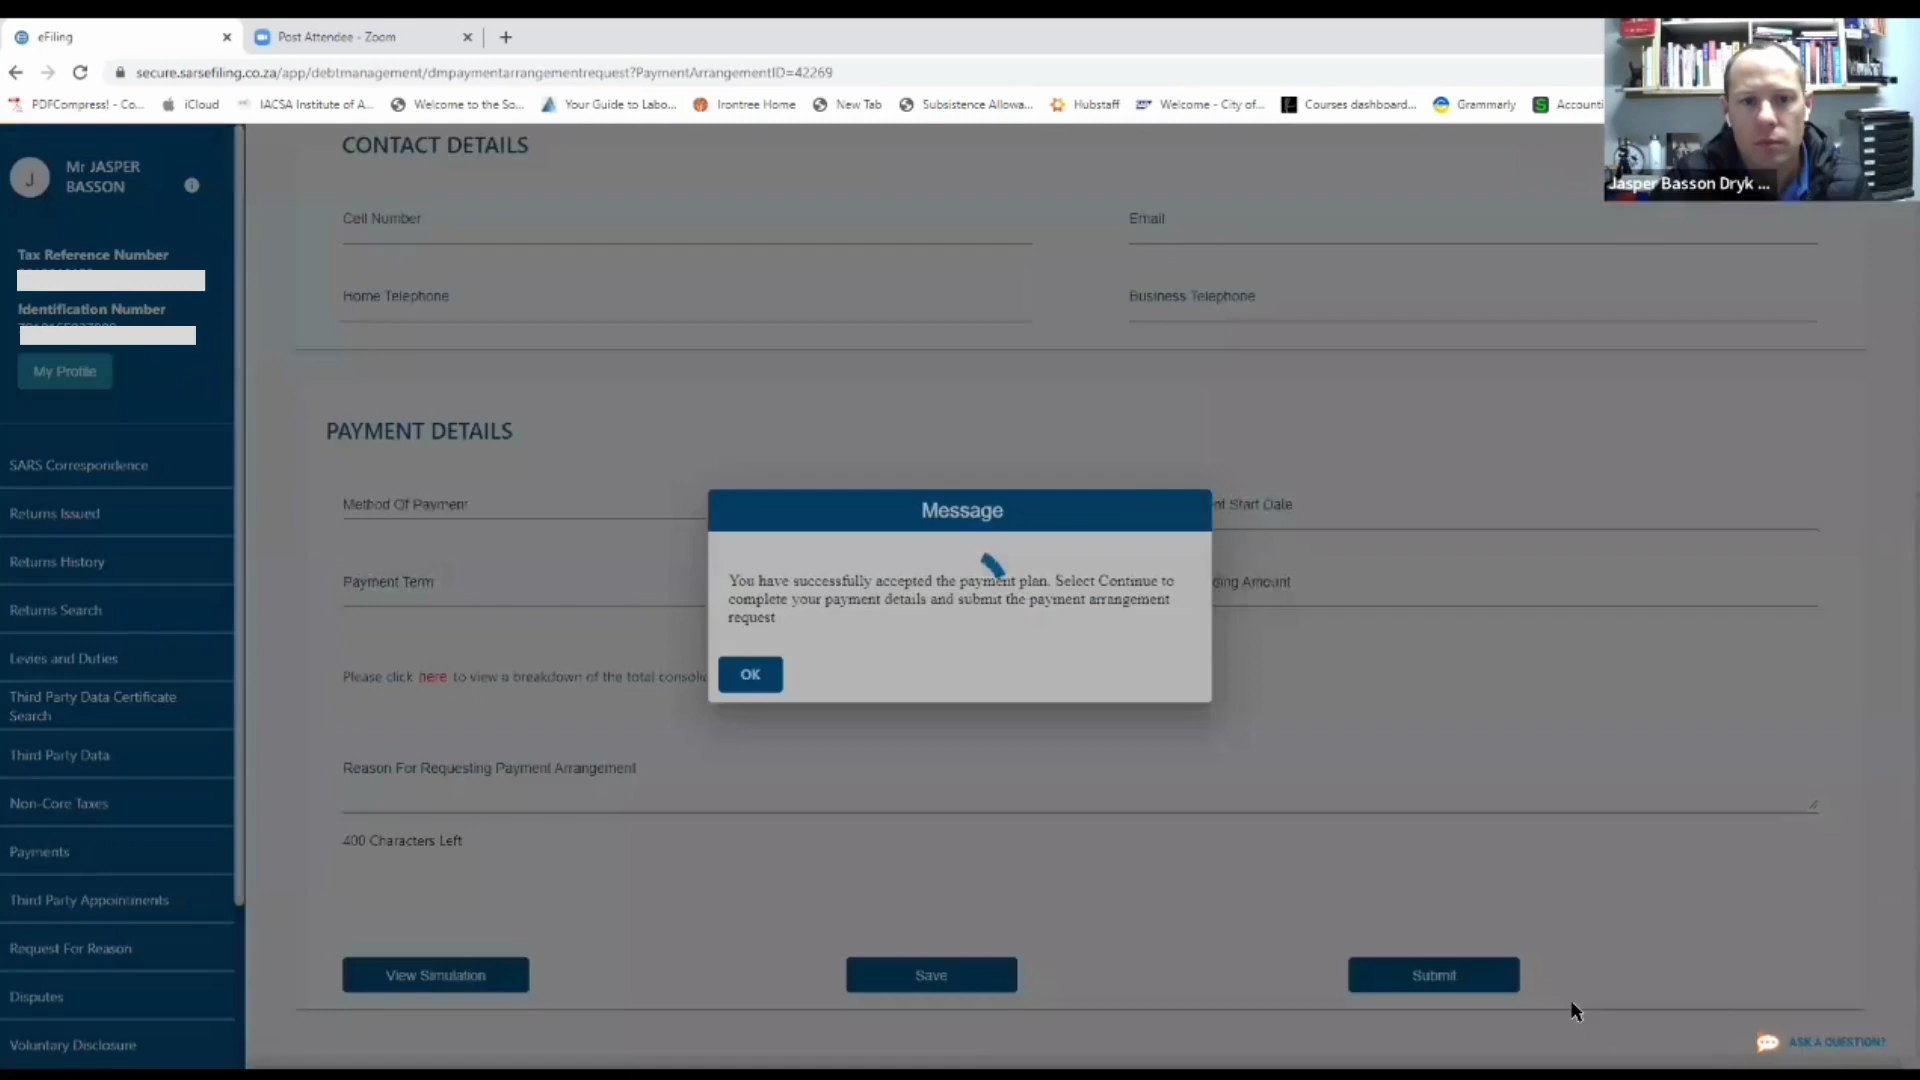 eFiling
Post Attendee - Zoom
secure.sarsefiling.co.za/app/debtmanagement/dmpaymentarrangementrequest?PaymentArrangementID=42269
PDFCompress! - Co... iCloud IACSA Institute of A... Welcome to the So... Your Guide to Labo... Irontree Home New Tab Subsistence Allowa... Hubstaff Welcome - City of... Courses dashboard... Grammarly Accounti
Jasper Basson Dryk ...
J
Mr JASPER
BASSON
Tax Reference Number
Identification Number
My Profile
SARS Correspondence
Returns Issued
Returns History
Returns Search
Levies and Duties
Third Party Data Certificate
Search
Third Party Data
Non-Core Taxes
Payments
Third Party Appointments
Request For Reason
Disputes
Voluntary Disclosure
CONTACT DETAILS
Cell Number Email
Home Telephone Business Telephone
PAYMENT DETAILS
Method Of Payment nt Start Date
Payment Term ding Amount
Please click here to view a breakdown of the total consolid
Message
You have successfully accepted the payment plan. Select Continue to
complete your payment details and submit the payment arrangement
request
OK
Reason For Requesting Payment Arrangement
400 Characters Left
View Simulation Save Submit
ASK A QUESTION?